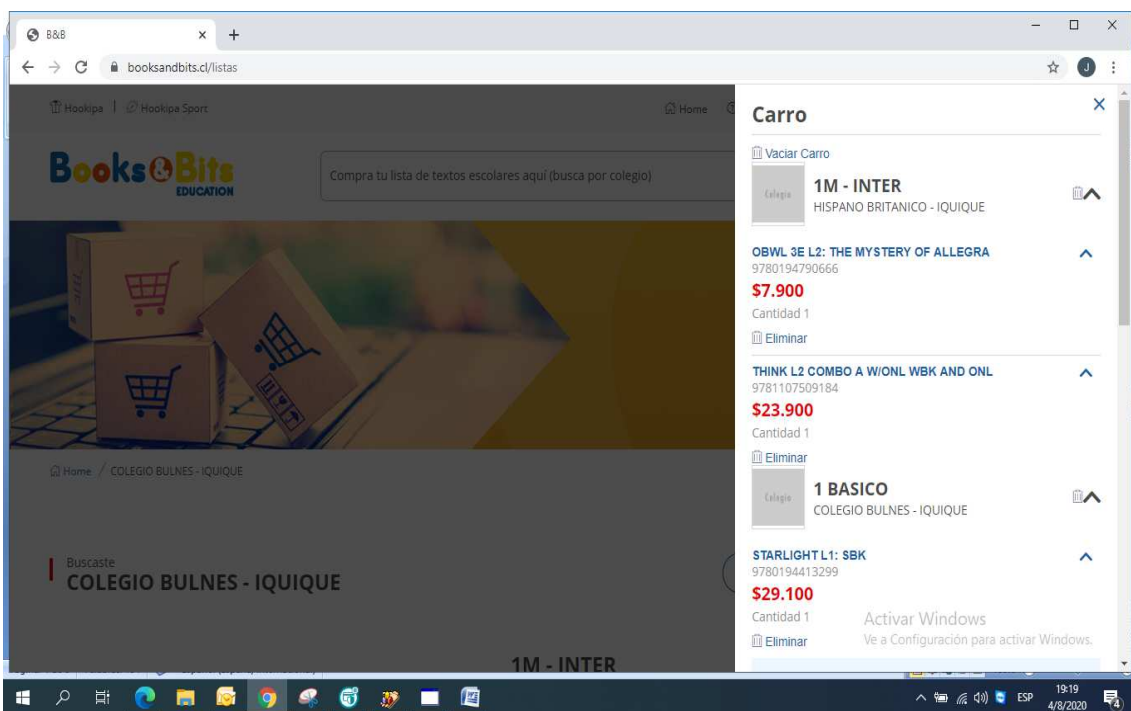 B&B
booksandbits.cl/listas
J
Hookipa | Hookipa Sport
Home
Books&Bits
EDUCATION
Compra tu lista de textos escolares aquí (busca por colegio)
Home / COLEGIO BULNES - IQUIQUE
Buscaste
COLEGIO BULNES - IQUIQUE
1M - INTER
Carro
Vaciar Carro
Colegio
1M - INTER
HISPANO BRITANICO - IQUIQUE
OBWL 3E L2: THE MYSTERY OF ALLEGRA
9780194790666
$7.900
Cantidad 1
Eliminar
THINK L2 COMBO A W/ONL WBK AND ONL
9781107509184
$23.900
Cantidad 1
Eliminar
Colegio
1 BASICO
COLEGIO BULNES - IQUIQUE
STARLIGHT L1: SBK
9780194413299
$29.100
Cantidad 1
Eliminar
Activar Windows
Ve a Configuración para activar Windows.
ESP
19:19
4/8/2020
4